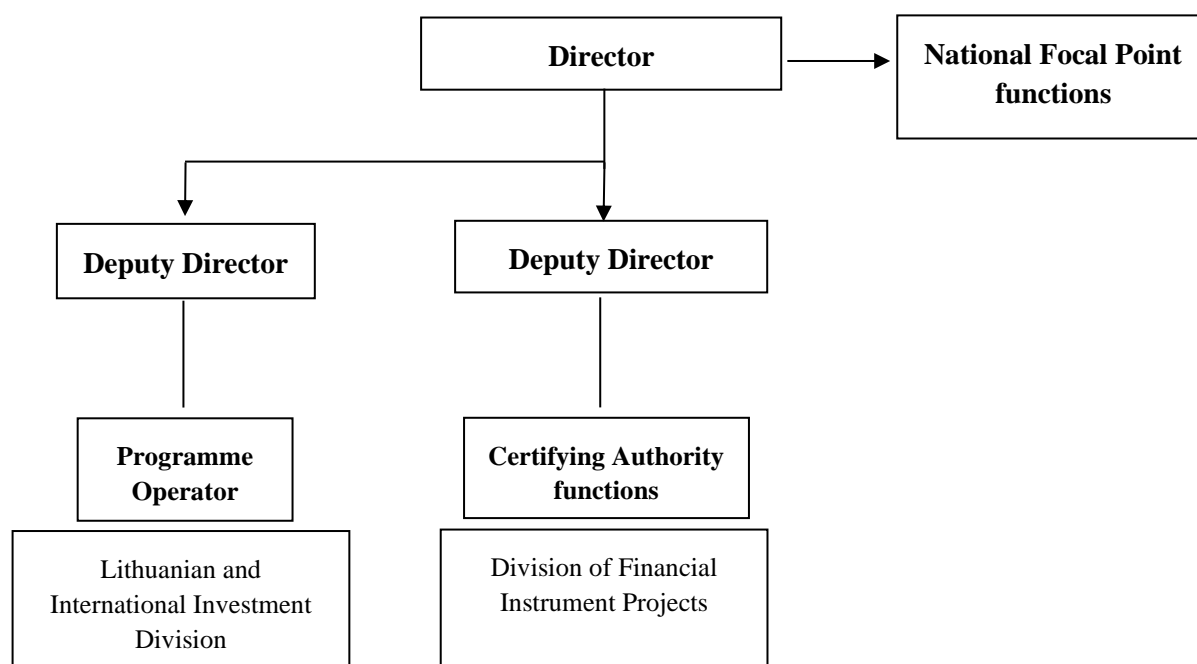 Director
National Focal Point
functions
Deputy Director
Deputy Director
Programme
Operator
Certifying Authority
functions
Lithuanian and
International Investment
Division
Division of Financial
Instrument Projects